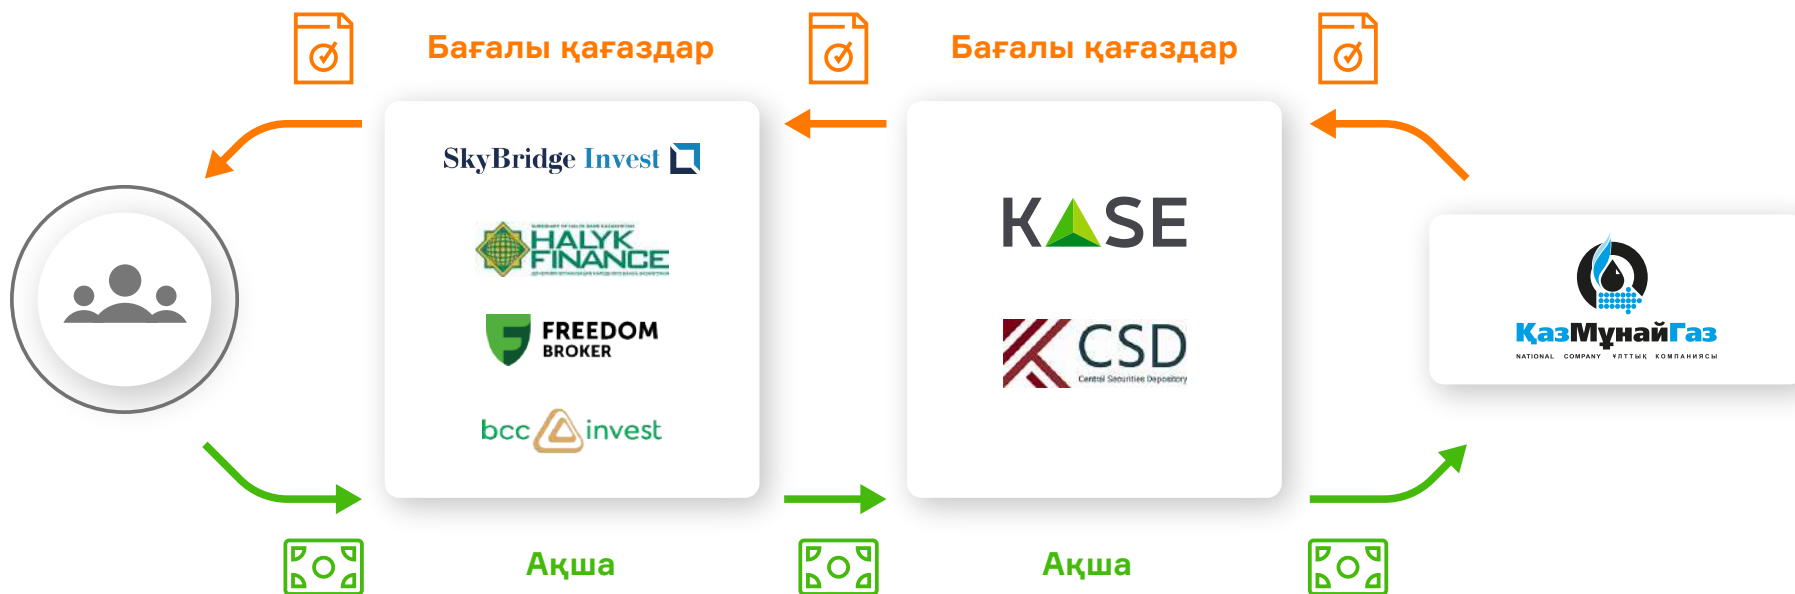 Бағалы қағаздар
Бағалы қағаздар
SkyBridge Invest
HALYK
FINANCE
FREEDOM
BROKER
bcc invest
KASE
CSD
Central Securities Depository
ҚазМұнайГаз
NATIONAL COMPANY ҰЛТТЫҚ КОМПАНИЯСЫ
Ақша
Ақша